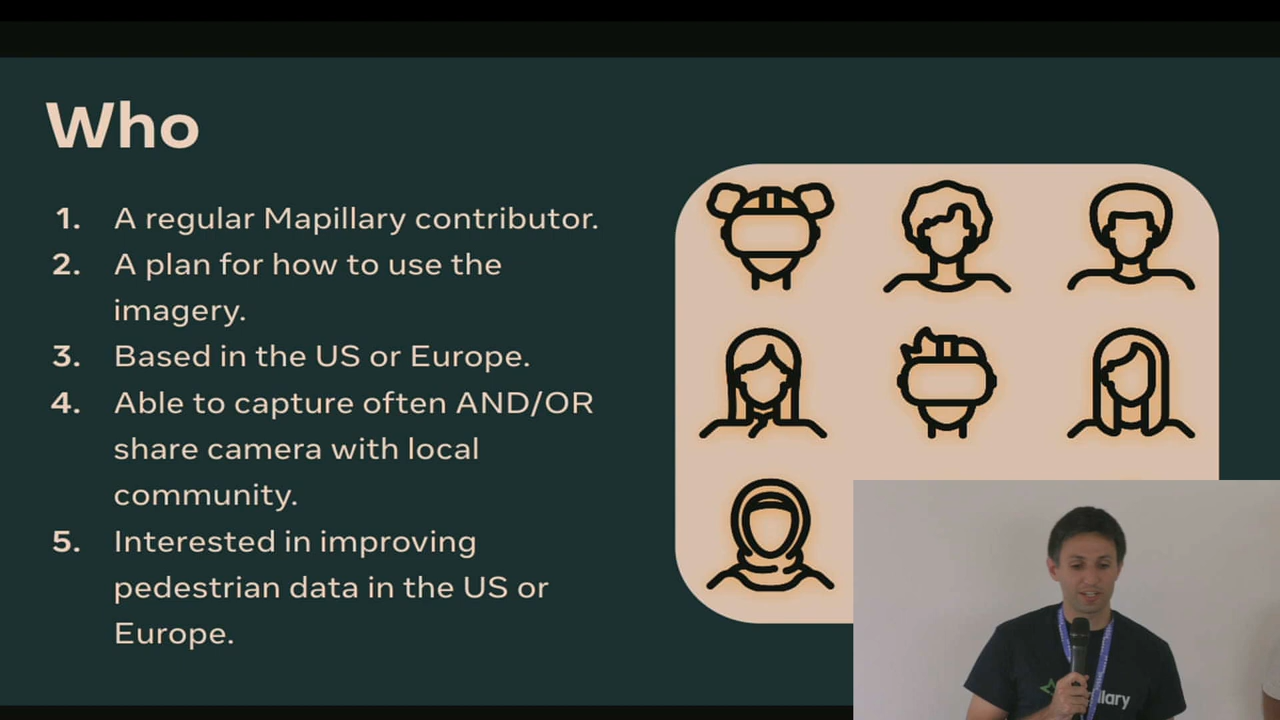 Who
1. A regular Mapillary contributor.
2. A plan for how to use the
imagery.
3. Based in the US or Europe.
4. Able to capture often AND/OR
share camera with local
community.
5. Interested in improving
pedestrian data in the US or
Europe.